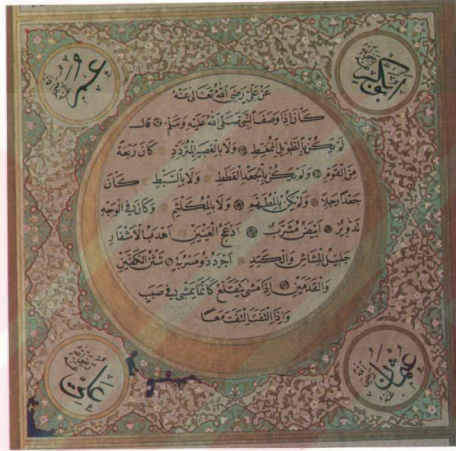 أبي بكر
عمر
عن علي رضي الله تعالى عنه
كان اذا وصف النبي صلى الله عليه وسلم قال
لم يكن بالطويل الممغط ولا بالقصير المتردد كان ربعة
من القوم ولم يكن بالجعد القطط ولا بالسبط كان
جعدا رجلا ولم يكن بالمطهم ولا بالمكلثم وكان في الوجه
تدوير ابيض مشرب ادعج العينين اهدب الاشفار
جليل المشاش والكتد اجرد ذو مسربة شثن الكفين
والقدمين اذا مشى يتقلع كانما يمشي في صبب
واذا التفت التفت معا
عثمان
علي